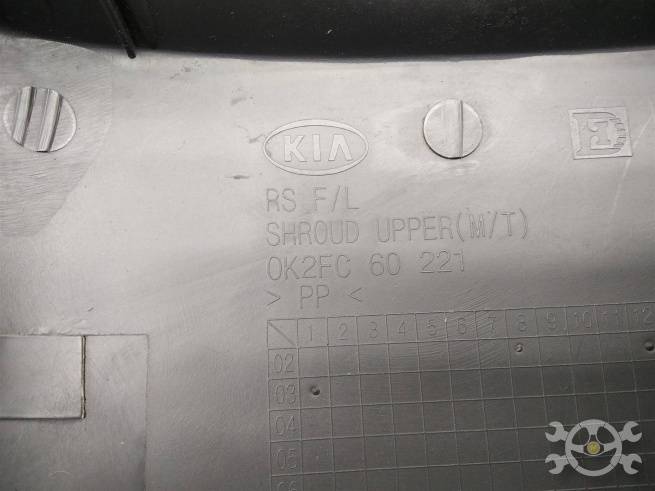 KIA
RS F/L
SHROUD UPPER(M/T)
0K2FC 60 221
> PP <
1 2 3 4 5 6 7 8 9 10 11 12
02
03
04
05